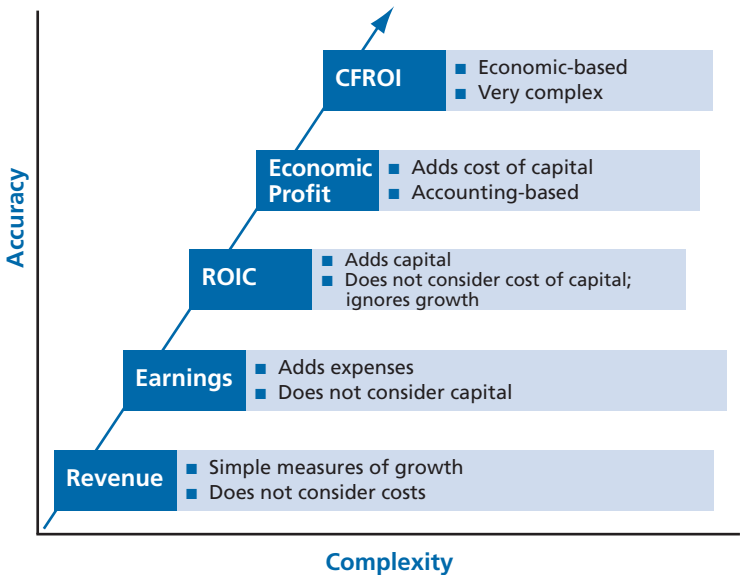 Accuracy
CFROI
■ Economic-based
■ Very complex
Economic
Profit
■ Adds cost of capital
■ Accounting-based
ROIC
■ Adds capital
■ Does not consider cost of capital;
ignores growth
Earnings
■ Adds expenses
■ Does not consider capital
Revenue
■ Simple measures of growth
■ Does not consider costs
Complexity